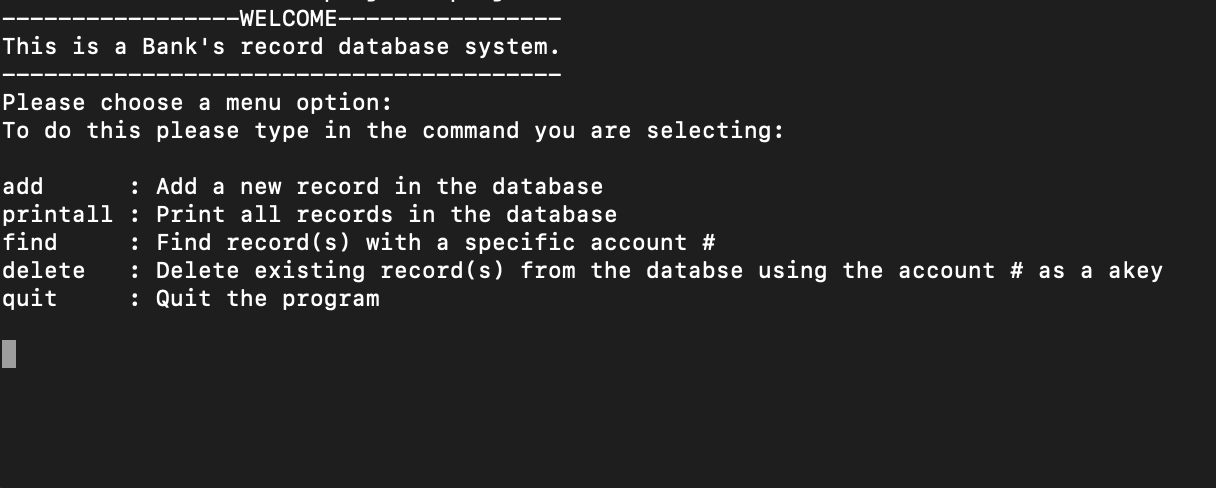 -----------------WELCOME----------------
This is a Bank's record database system.
----------------------------------------
Please choose a menu option:
To do this please type in the command you are selecting:
add      : Add a new record in the database
printall : Print all records in the database
find     : Find record(s) with a specific account #
delete   : Delete existing record(s) from the databse using the account # as a akey
quit     : Quit the program